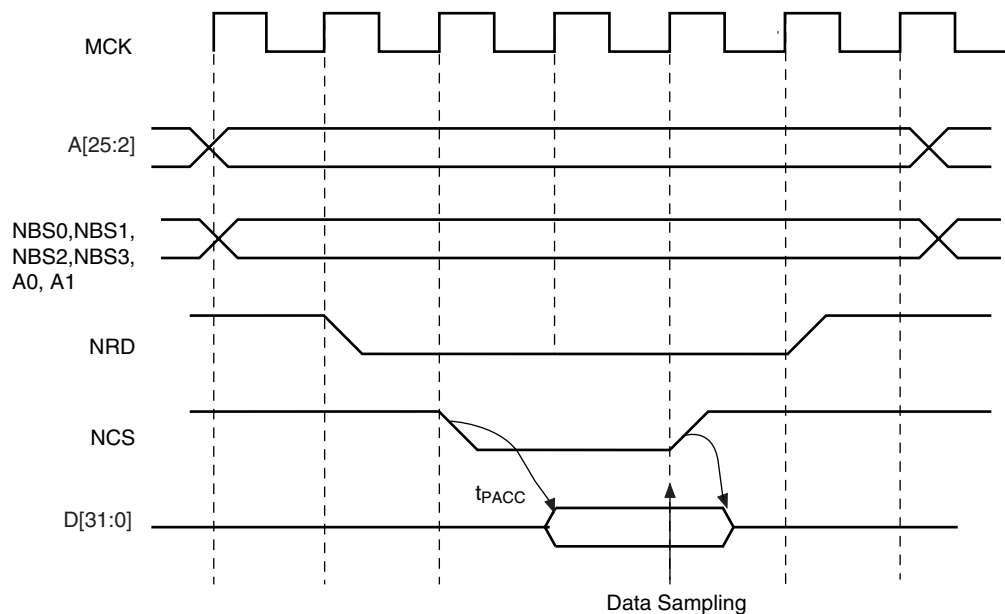 MCK
A[25:2]
NBS0,NBS1,
NBS2,NBS3,
A0, A1
NRD
NCS
tPACC
D[31:0]
Data Sampling